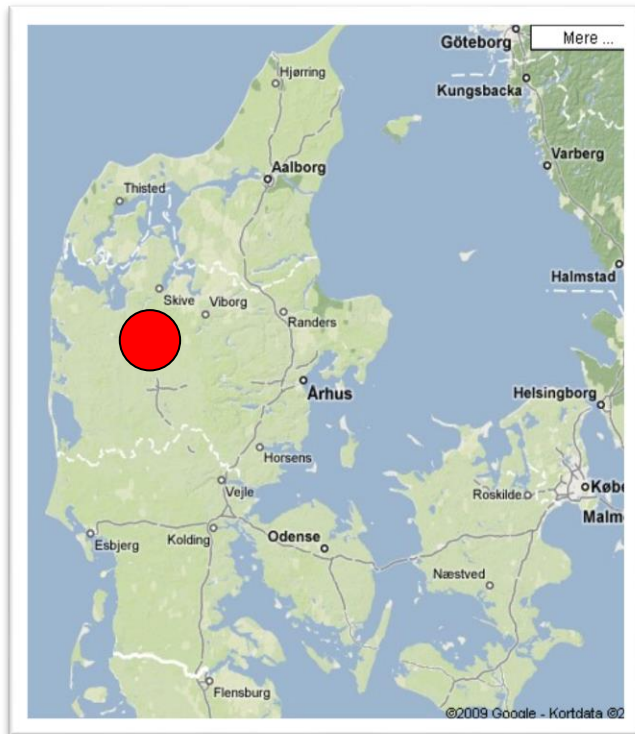 Göteborg
Mere ...
Hjørring
Kungsbacka
Varberg
Aalborg
Thisted
Halmstad
Skive
Viborg
Randers
Århus
Helsingborg
Horsens
Vejle
Roskilde
Købe
Malm
Esbjerg
Kolding
Odense
Næstved
Flensburg
©2009 Google - Kortdata ©2